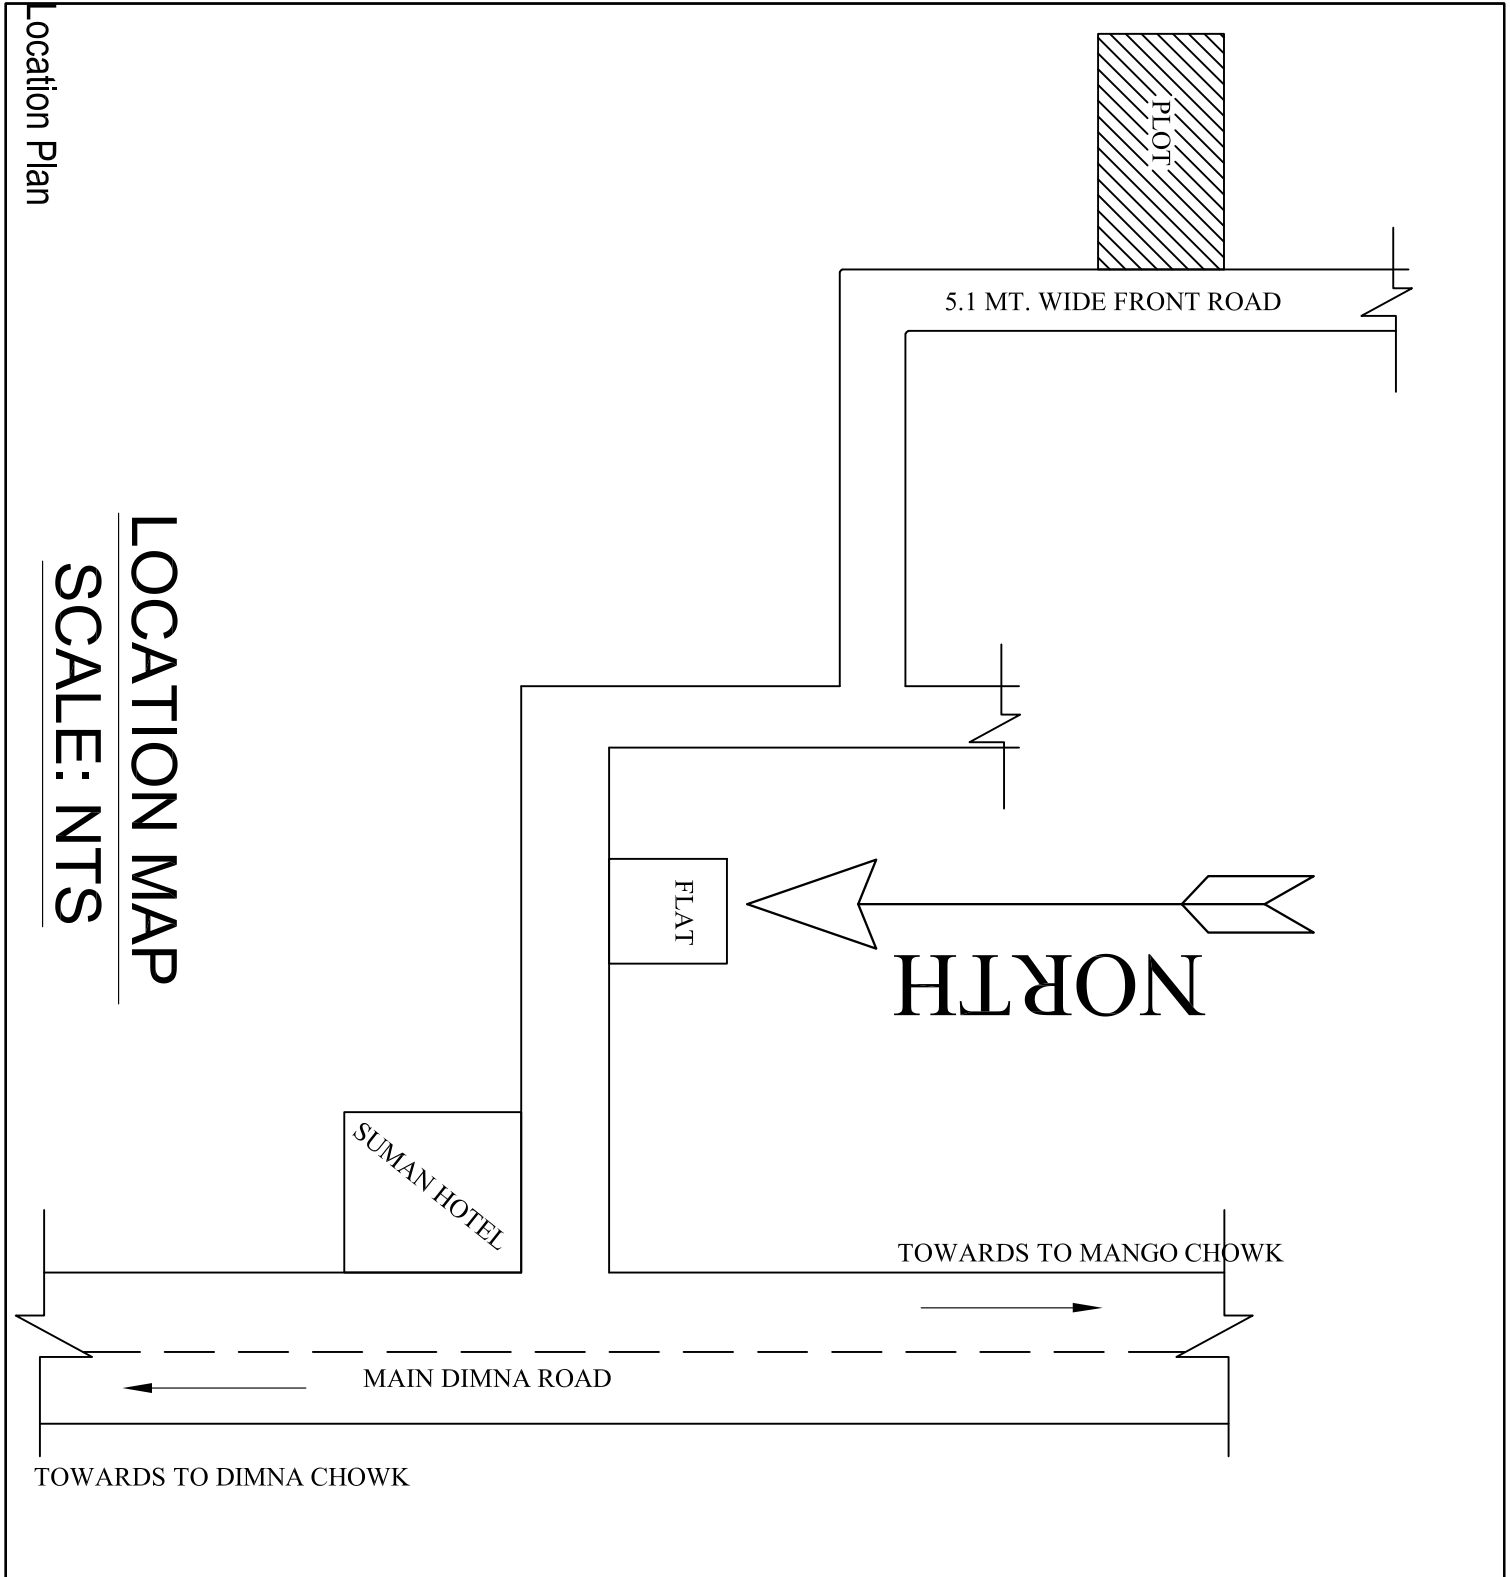 Location Plan
PLOT
5.1 MT. WIDE FRONT ROAD
LOCATION MAP
SCALE: NTS
FLAT
NORTH
SUMAN HOTEL
TOWARDS TO MANGO CHOWK
MAIN DIMNA ROAD
TOWARDS TO DIMNA CHOWK